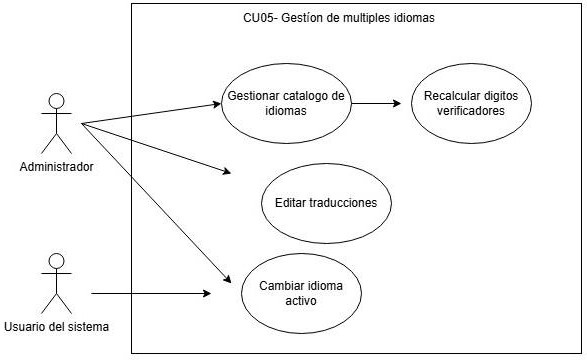 CU05- Gestíon de multiples idiomas
Gestionar catalogo de
idiomas
Recalcular digitos
verificadores
Administrador
Editar traducciones
Cambiar idioma
activo
Usuario del sistema